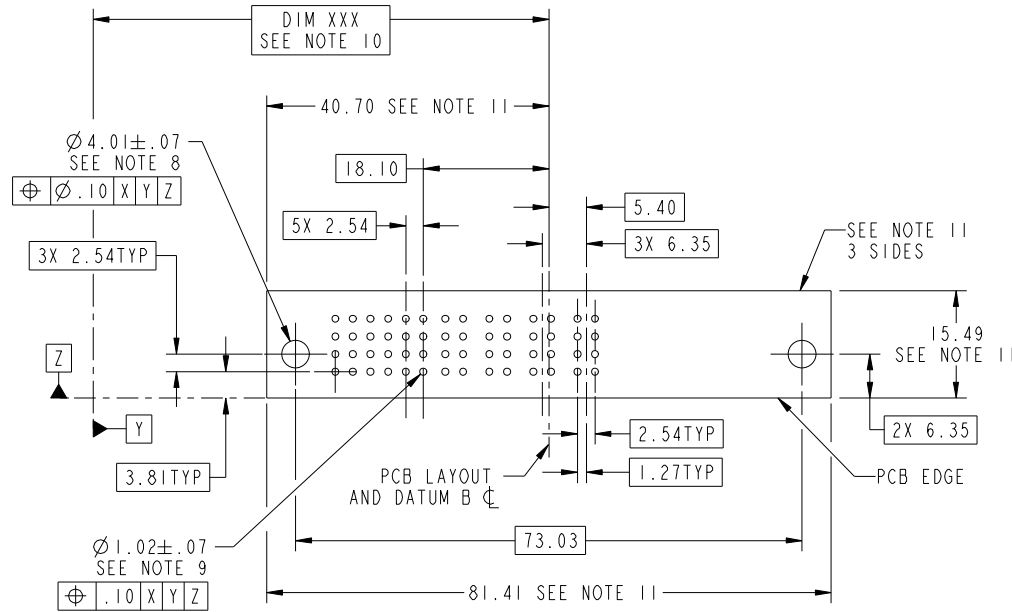 DIM XXX
SEE NOTE 10
40.70 SEE NOTE 11
Ø4.01±.07
SEE NOTE 8
⌖ Ø.10 X Y Z
18.10
5X 2.54
5.40
3X 6.35
SEE NOTE 11
3 SIDES
3X 2.54TYP
15.49
SEE NOTE 11
Z
Y
2X 6.35
3.81TYP
2.54TYP
1.27TYP
PCB LAYOUT
AND DATUM B ℄
PCB EDGE
73.03
Ø1.02±.07
SEE NOTE 9
⌖ .10 X Y Z
81.41 SEE NOTE 11